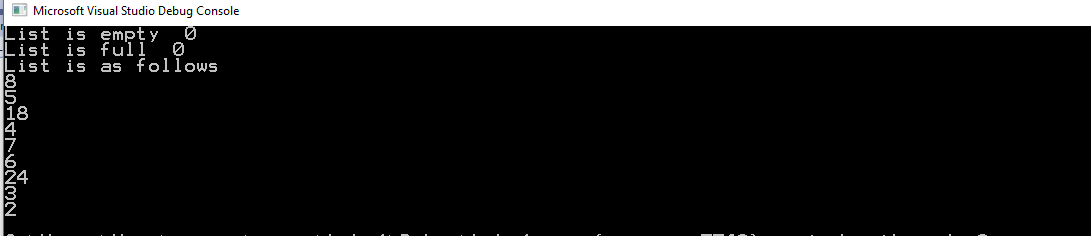 Microsoft Visual Studio Debug Console
List is empty  0
List is full  0
List is as follows
8
5
18
4
7
6
24
3
2